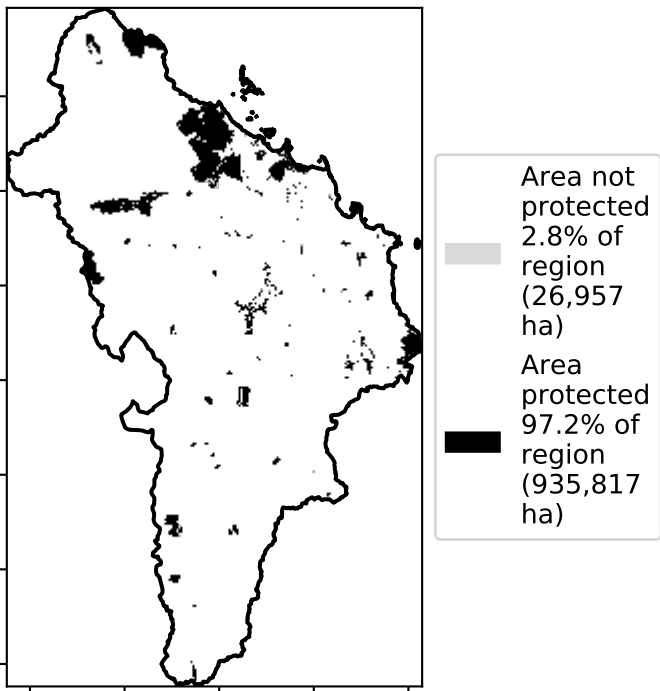 Area not
protected
2.8% of
region
(26,957
ha)
Area
protected
97.2% of
region
(935,817
ha)